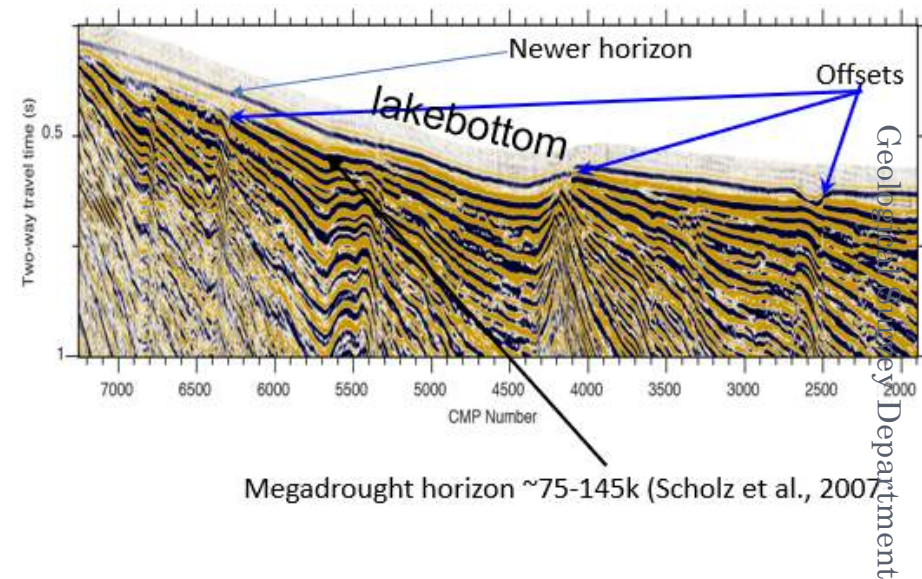 Newer horizon
Offsets
lakebottom
Two-way travel time (s)
0.5
1
7000 6500 6000 5500 5000 4500 4000 3500 3000 2500 2000
CMP Number
Megadrought horizon ~75-145k (Scholz et al., 2007
Geological Survey Department